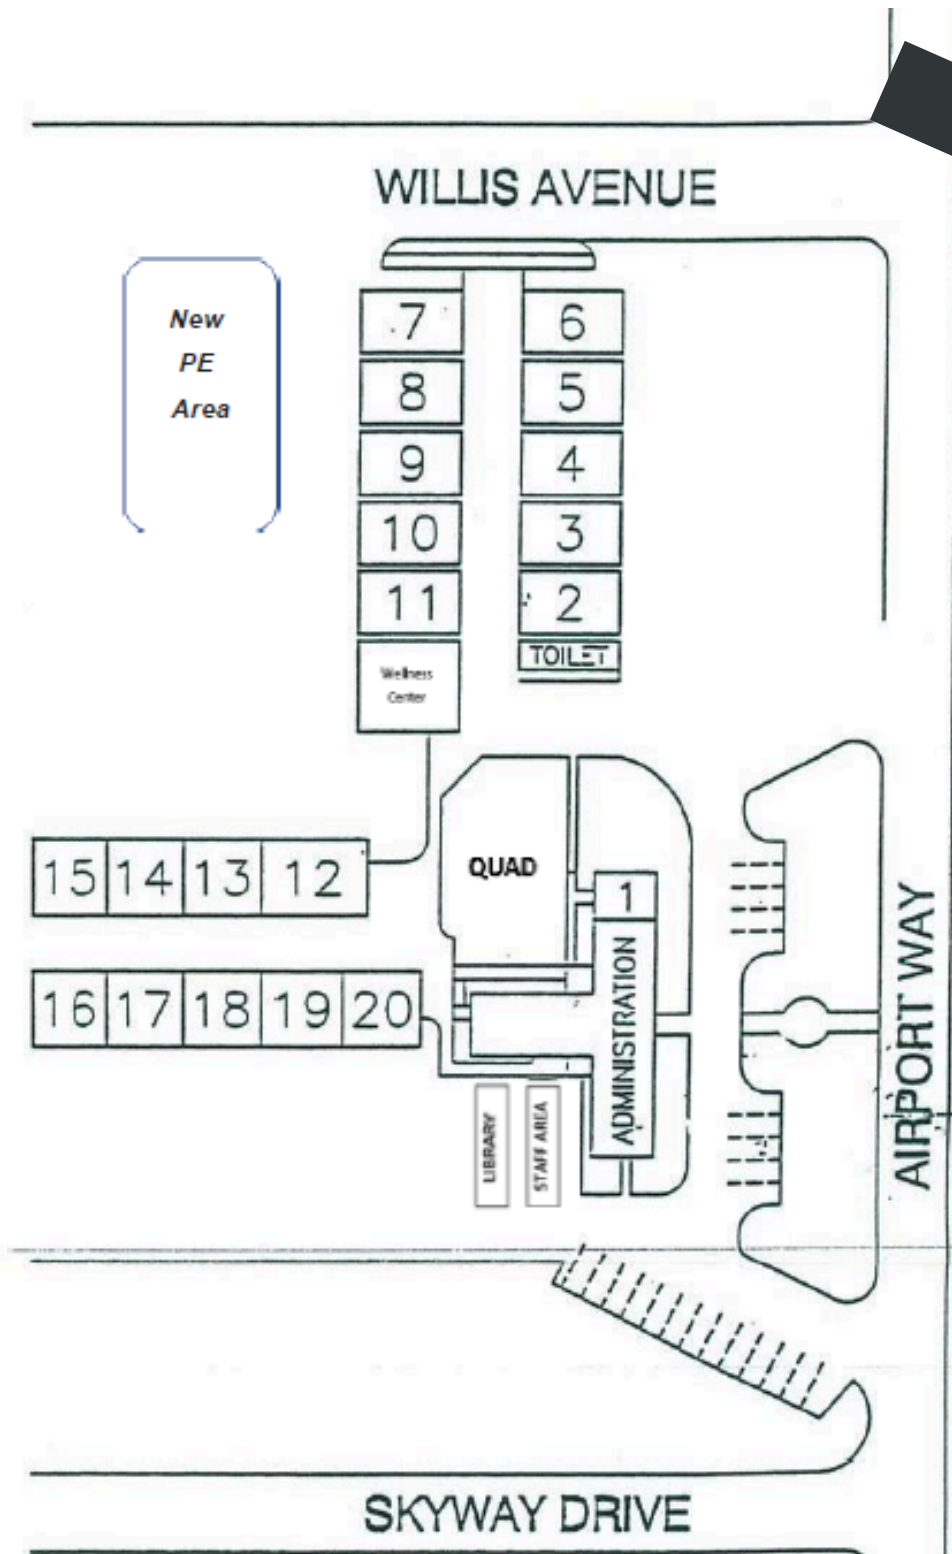 WILLIS AVENUE
New
PE
Area
7
6
8
5
9
4
10
3
11
2
TOILET
Wellness
Center
15 14 13 12
QUAD
1
ADMINISTRATION
16 17 18 19 20
LIBRARY
STAFF AREA
AIRPORT WAY
SKYWAY DRIVE